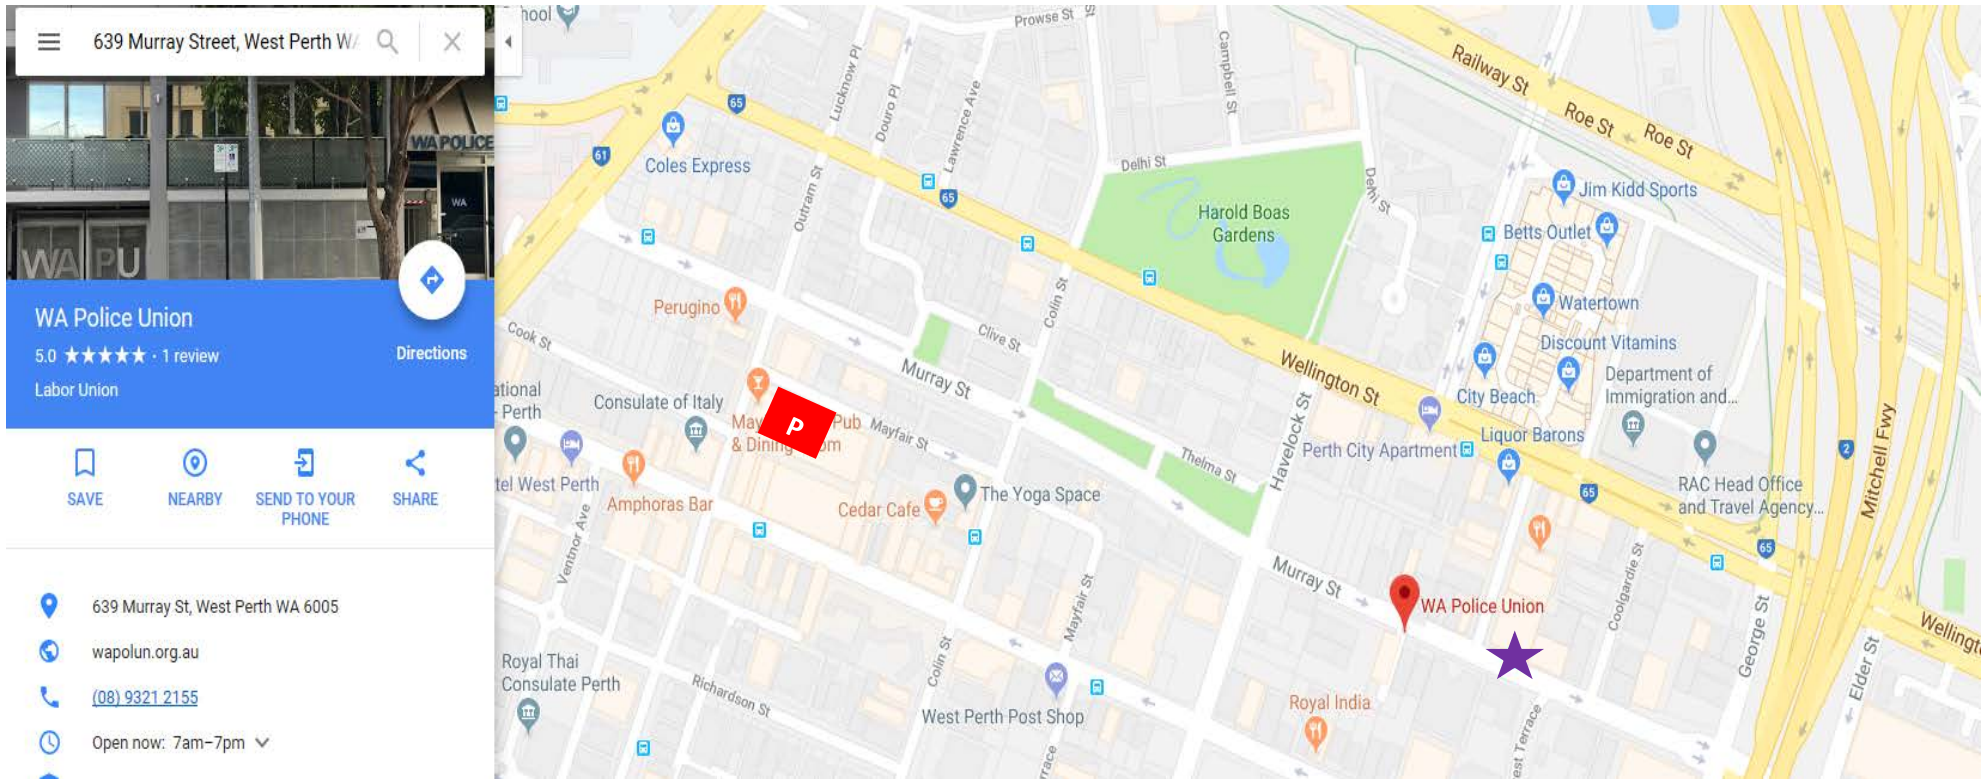 639 Murray Street, West Perth W
WA POLICE
WA
WA PU
WA Police Union
5.0 ★★★★★ · 1 review
Directions
Labor Union
SAVE
NEARBY
SEND TO YOUR
PHONE
SHARE
639 Murray St, West Perth WA 6005
wapolun.org.au
(08) 9321 2155
Open now: 7am–7pm
Prowse St
St
Lucknow Pl
Douro Pl
Lawrence Ave
Campbell St
Railway St
Roe St
Roe St
65
Coles Express
61
Outram St
65
Delhi St
Delhi St
Harold Boas
Gardens
Jim Kidd Sports
Betts Outlet
Watertown
Discount Vitamins
City Beach
Department of
Immigration and...
Liquor Barons
Perth City Apartment
Perugino
Cook St
Clive St
Colin St
Murray St
Wellington St
Consulate of Italy
Perth
P
Pub
& Dining
Mayfair St
Amphoras Bar
Cedar Cafe
The Yoga Space
Thelma St
Havelock St
RAC Head Office
and Travel Agency...
2
Mitchell Fwy
65
65
West Perth
Ventnor Ave
Murray St
WA Police Union
Coolgardie St
George St
Elder St
Mayfair St
Colin St
Royal Thai
Consulate Perth
Richardson St
West Perth Post Shop
Royal India
Terrace